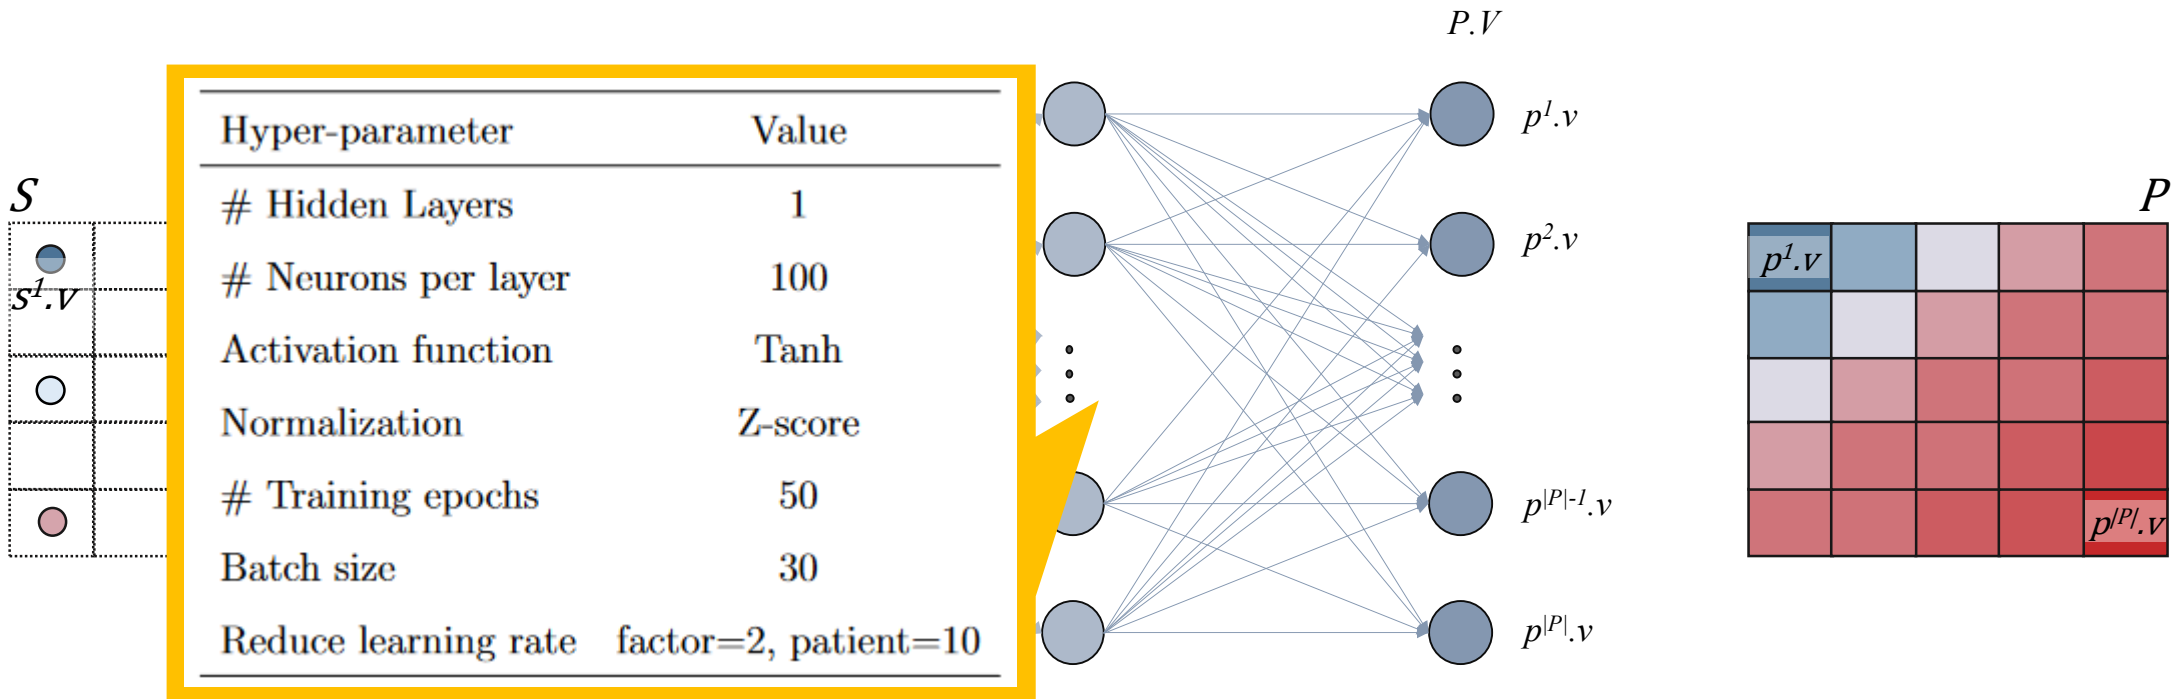 P.V
Hyper-parameter Value
# Hidden Layers 1
# Neurons per layer 100
Activation function Tanh
Normalization Z-score
# Training epochs 50
Batch size 30
Reduce learning rate factor=2, patient=10
S
s¹.v
p¹.v
p².v
p|P|-1.v
p|P|.v
P
p¹.v
p|P|.v